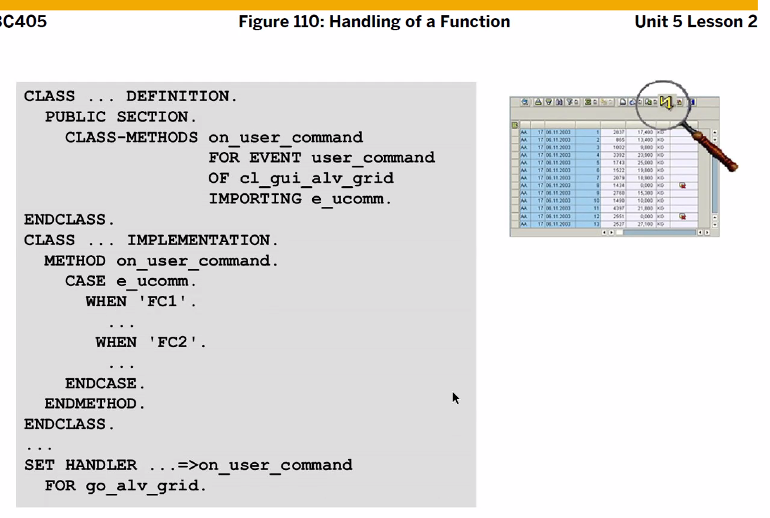 BC405
Figure 110: Handling of a Function
Unit 5 Lesson 2
CLASS ... DEFINITION.
PUBLIC SECTION.
CLASS-METHODS on_user_command
FOR EVENT user_command
OF cl_gui_alv_grid
IMPORTING e_ucomm.
ENDCLASS.
CLASS ... IMPLEMENTATION.
METHOD on_user_command.
CASE e_ucomm.
WHEN 'FC1'.
...
WHEN 'FC2'.
...
ENDCASE.
ENDMETHOD.
ENDCLASS.
...
SET HANDLER ...=>on_user_command
FOR go_alv_grid.